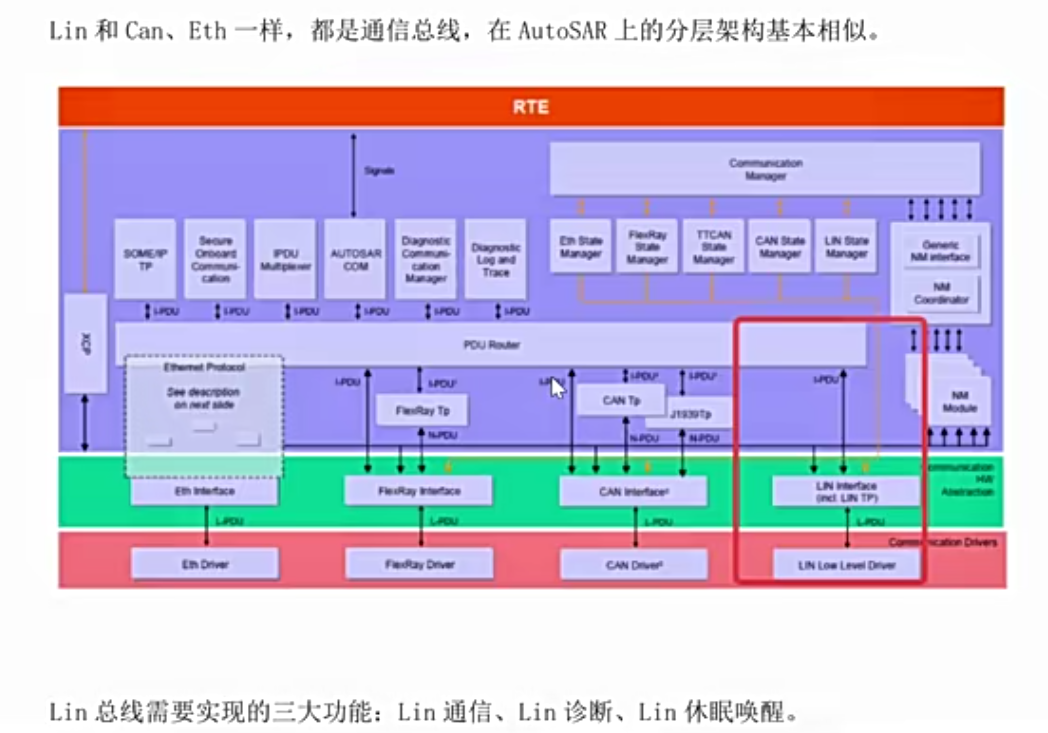 Lin 和 Can、Eth 一样，都是通信总线，在 AutoSAR 上的分层架构基本相似。
RTE
Signals
Communication
Manager
SOME/IP
TP
Secure
Onboard
Communi-
cation
IPDU
Multiplexer
AUTOSAR
COM
Diagnostic
Communi-
cation
Manager
Diagnostic
Log and
Trace
Eth State
Manager
FlexRay
State
Manager
TTCAN
State
Manager
CAN State
Manager
LIN State
Manager
Generic
NM interface
NM
Coordinator
I-PDU
I-PDU
I-PDU
I-PDU
I-PDU
I-PDU
XCP
PDU Router
Ethernet Protocol
See description
on next slide
I-PDU
I-PDU¹
I-PDU
I-PDU¹
I-PDU¹
I-PDU
FlexRay Tp
CAN Tp
J1939Tp
NM
Module
N-PDU
N-PDU
N-PDU
Eth Interface
FlexRay Interface
CAN Interface²
LIN Interface
(incl. LIN TP)
Communication
HW
Abstraction
L-PDU
L-PDU
L-PDU
L-PDU
Communication Drivers
Eth Driver
FlexRay Driver
CAN Driver²
LIN Low Level Driver
Lin 总线需要实现的三大功能：Lin 通信、Lin 诊断、Lin 休眠唤醒。